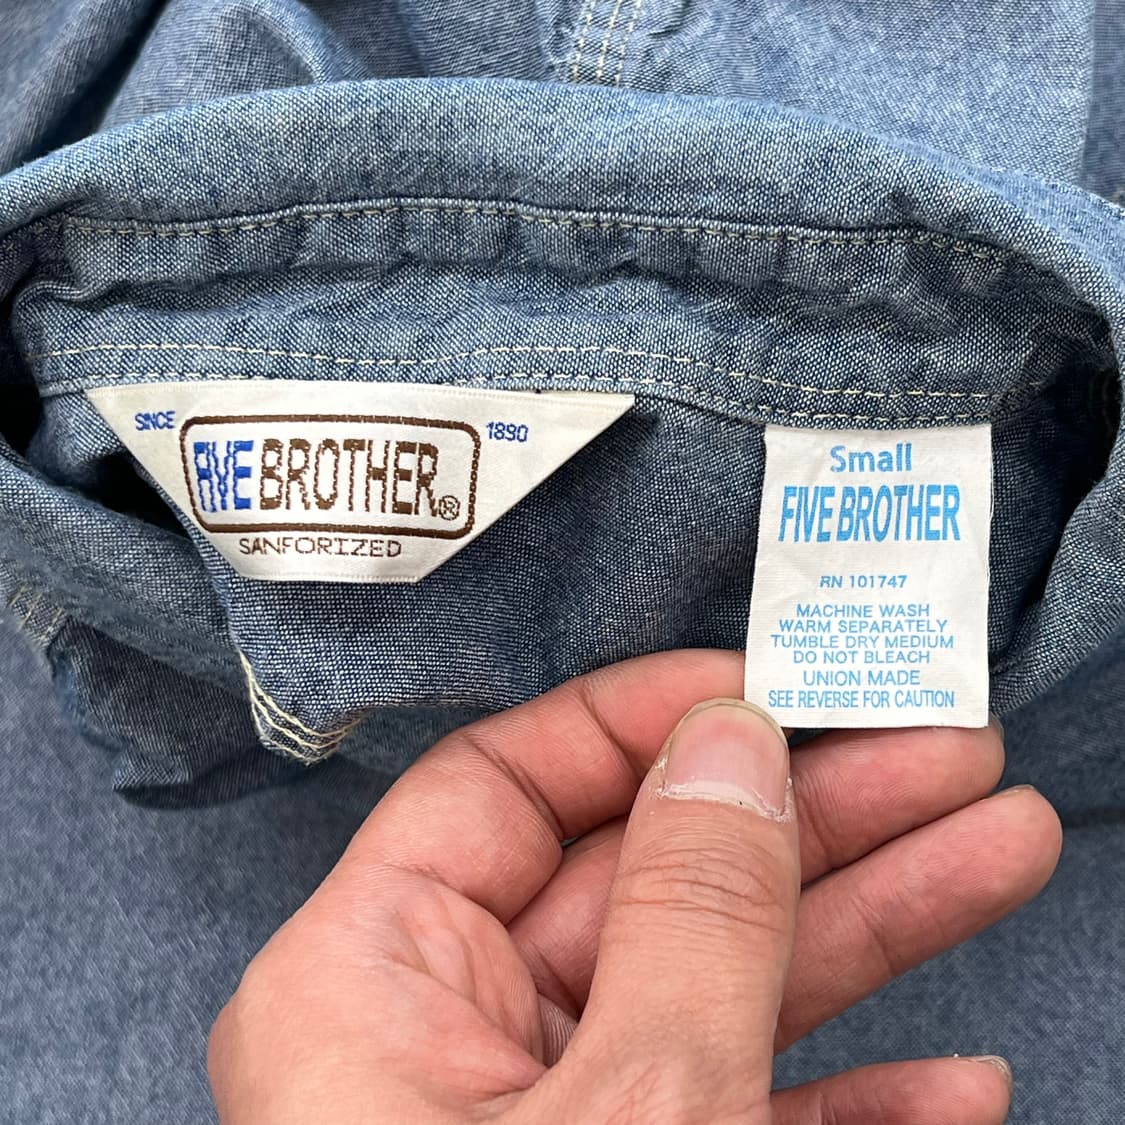 SINCE 1890
FIVE BROTHER®
SANFORIZED
Small
FIVE BROTHER
RN 101747
MACHINE WASH
WARM SEPARATELY
TUMBLE DRY MEDIUM
DO NOT BLEACH
UNION MADE
SEE REVERSE FOR CAUTION